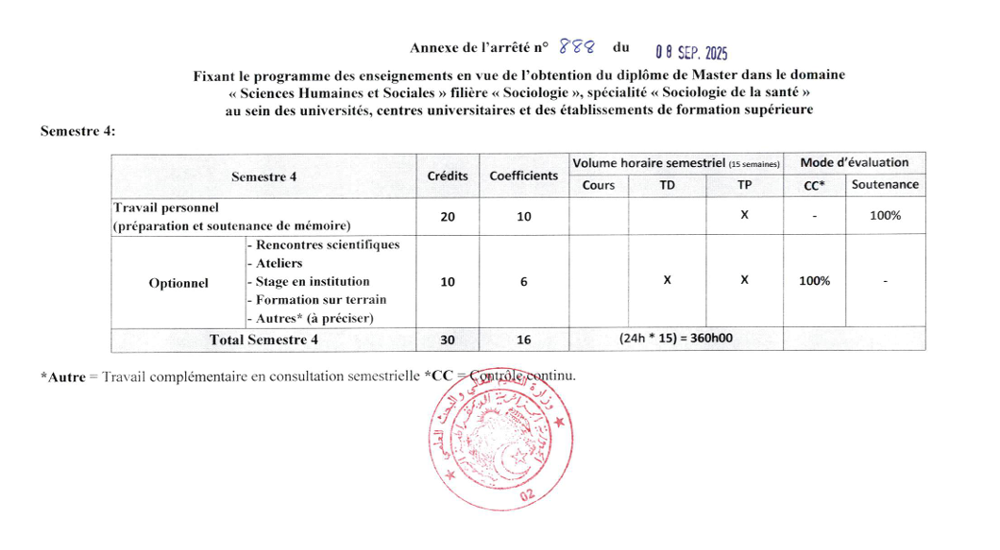 Annexe de l'arrêté n° 888 du 08 SEP. 2025
Fixant le programme des enseignements en vue de l'obtention du diplôme de Master dans le domaine
« Sciences Humaines et Sociales » filière « Sociologie », spécialité « Sociologie de la santé »
au sein des universités, centres universitaires et des établissements de formation supérieure
Semestre 4:
Semestre 4 Crédits Coefficients Volume horaire semestriel (15 semaines) Mode d'évaluation
Cours TD TP CC* Soutenance
Travail personnel
(préparation et soutenance de mémoire) 20 10 X - 100%
Optionnel
- Rencontres scientifiques
- Ateliers
- Stage en institution 10 6 X X 100% -
- Formation sur terrain
- Autres* (à préciser)
Total Semestre 4 30 16 (24h * 15) = 360h00
*Autre = Travail complémentaire en consultation semestrielle *CC = Contrôle continu.
وزارة التعليم العالي والبحث العلمي
02